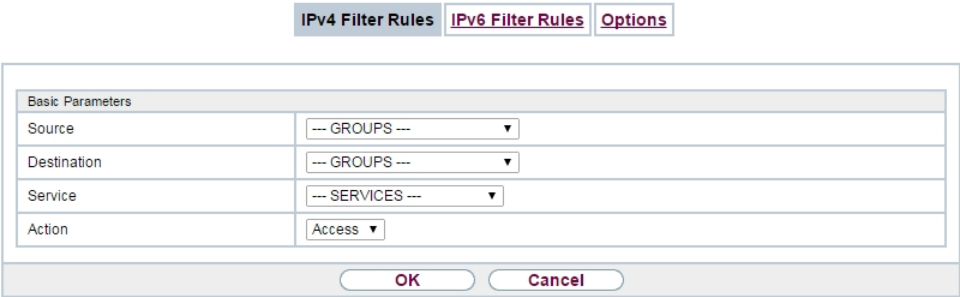 IPv4 Filter Rules IPv6 Filter Rules Options
Basic Parameters
Source --- GROUPS ---
Destination --- GROUPS ---
Service --- SERVICES ---
Action Access
OK Cancel